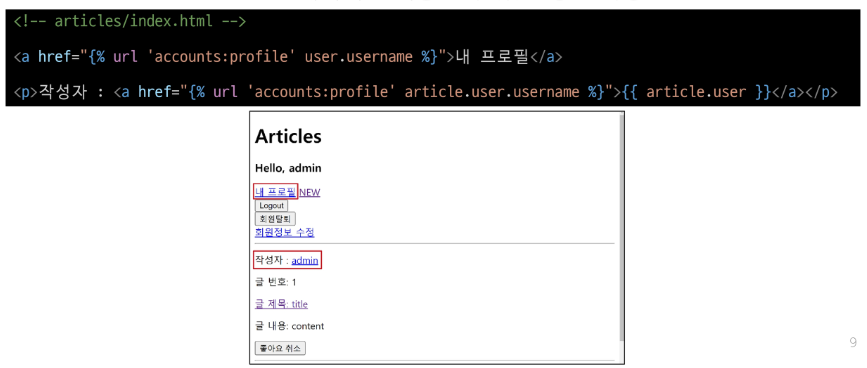 <!-- articles/index.html -->
<a href="{% url 'accounts:profile' user.username %}">내 프로필</a>
<p>작성자 : <a href="{% url 'accounts:profile' article.user.username %}">{{ article.user }}</a></p>
Articles
Hello, admin
내 프로필 NEW
Logout
회원탈퇴
회원정보 수정
작성자 : admin
글 번호: 1
글 제목: title
글 내용: content
좋아요 취소
9